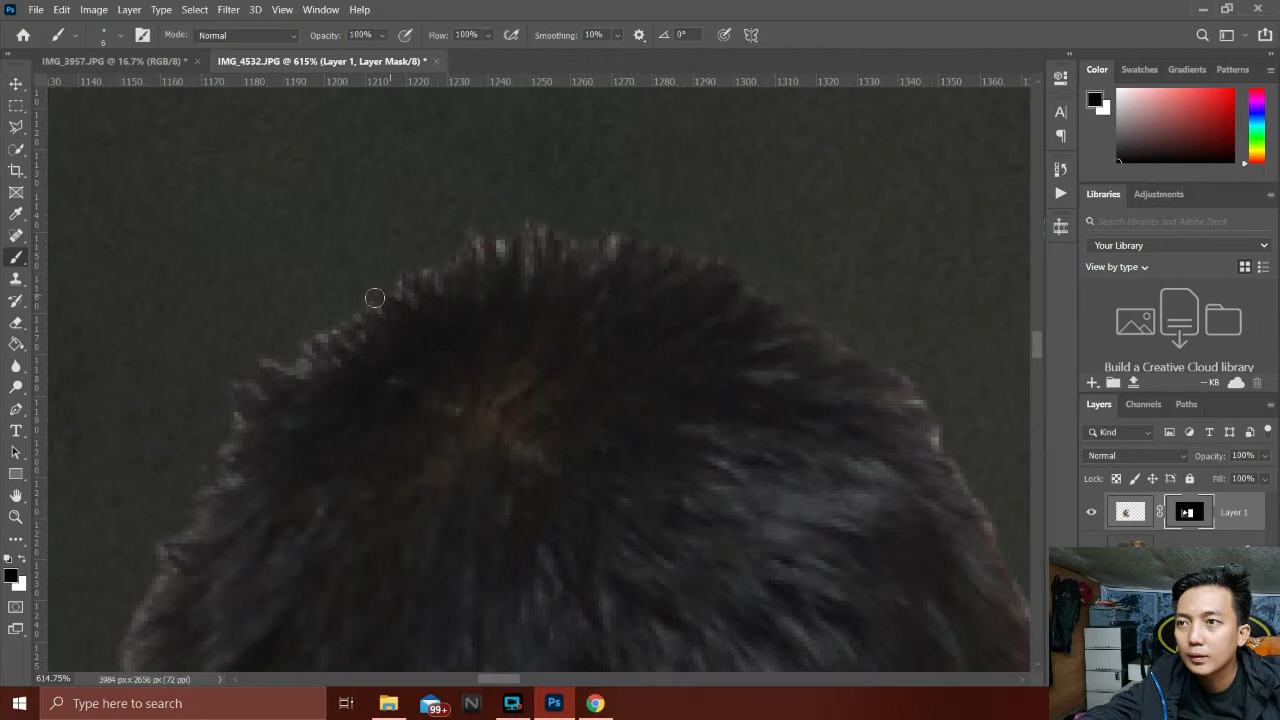 Ps File Edit Image Layer Type Select Filter 3D View Window Help
6 Mode: Normal Opacity: 100% Flow: 100% Smoothing: 10% 0°
IMG_3957.JPG @ 16.7% (RGB/8) * × IMG_4532.JPG @ 615% (Layer 1, Layer Mask/8) * ×
1140 1150 1160 1170 1180 1190 1200 1210 1220 1230 1240 1250 1260 1270 1280 1290 1300 1310 1320 1330 1340 1350 1360
Color Swatches Gradients Patterns
Libraries Adjustments
Search libraries and Adobe Stock
Your Library
View by type
Build a Creative Cloud library
-- KB
Layers Channels Paths
Kind
Normal Opacity: 100%
Lock: Fill: 100%
Layer 1
614.75% 3984 px x 2656 px (72 ppi)
Type here to search
99+
N
Ps